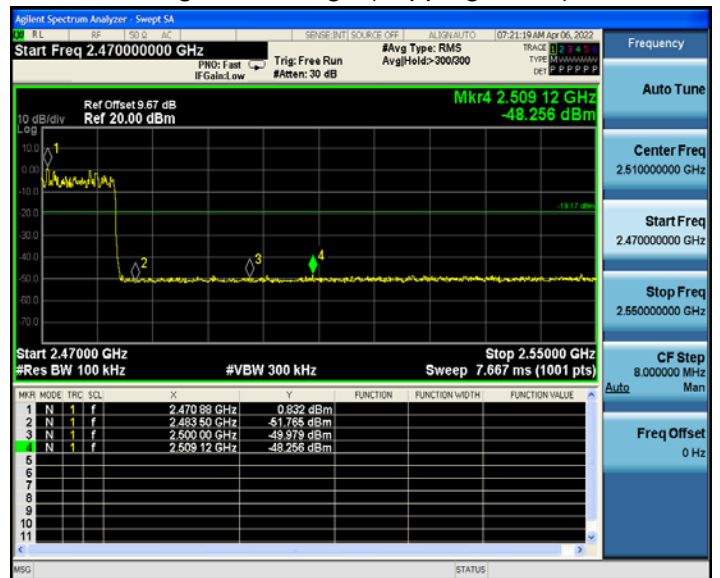 Agilent Spectrum Analyzer - Swept SA
RL RF 50 Ω AC SENSE:INT SOURCE OFF ALIGN AUTO 07:21:19 AM Apr 06, 2022
Start Freq 2.470000000 GHz
PNO: Fast
IFGain:Low
Trig: Free Run
#Atten: 30 dB
#Avg Type: RMS
Avg|Hold:>300/300
TRACE 1 2 3 4 5 6
TYPE
DET P P P P P P
Ref Offset 9.67 dB
10 dB/div Ref 20.00 dBm
Log
Mkr4 2.509 12 GHz
-48.256 dBm
10.0
0.00
-10.0
-20.0
-30.0
-40.0
-50.0
-60.0
-70.0
1
2
3
4
-19.17 dBm
Start 2.47000 GHz Stop 2.55000 GHz
#Res BW 100 kHz #VBW 300 kHz Sweep 7.667 ms (1001 pts)
MKR MODE TRC SCL X Y FUNCTION FUNCTION WIDTH FUNCTION VALUE
1 N 1 f 2.470 88 GHz 0.832 dBm
2 N 1 f 2.483 50 GHz -51.765 dBm
3 N 1 f 2.500 00 GHz -49.979 dBm
4 N 1 f 2.509 12 GHz -48.256 dBm
5
6
7
8
9
10
11
MSG STATUS
Frequency
Auto Tune
Center Freq
2.510000000 GHz
Start Freq
2.470000000 GHz
Stop Freq
2.550000000 GHz
CF Step
8.000000 MHz
Auto Man
Freq Offset
0 Hz